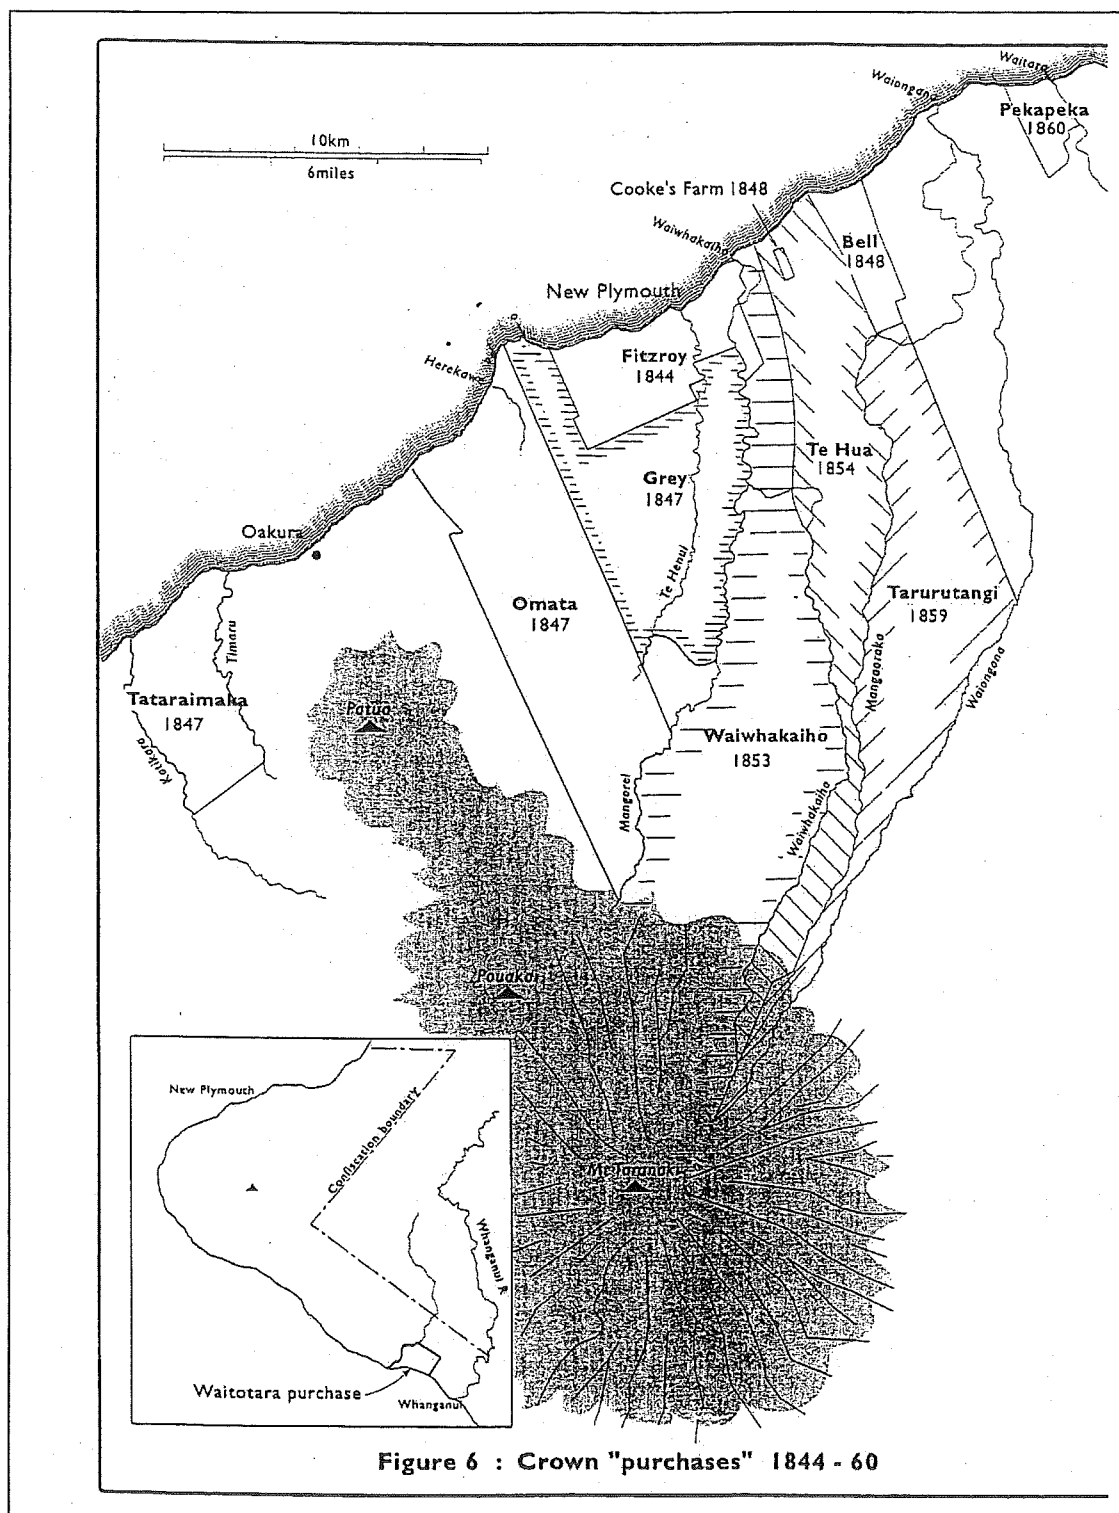 Waitara
Waiongana
Pekapeka
1860
10km
6miles
Cooke's Farm 1848
Waiwhakaiho
Bell
1848
New Plymouth
Fitzroy
1844
Herekawe
Te Hua
1854
Grey
1847
Oakura
Te Henui
Omata
1847
Tarurutangi
1859
Timaru
Mangaoraka
Waiongona
Tataraimaka
1847
Patua
Katikara
Waiwhakaiho
1853
Mangorei
Waiwhakaiho
Pouakai
New Plymouth
Confiscation boundary
Mt Taranaki
Whanganui R
Waitotara purchase
Whanganui
Figure 6 : Crown "purchases" 1844 - 60